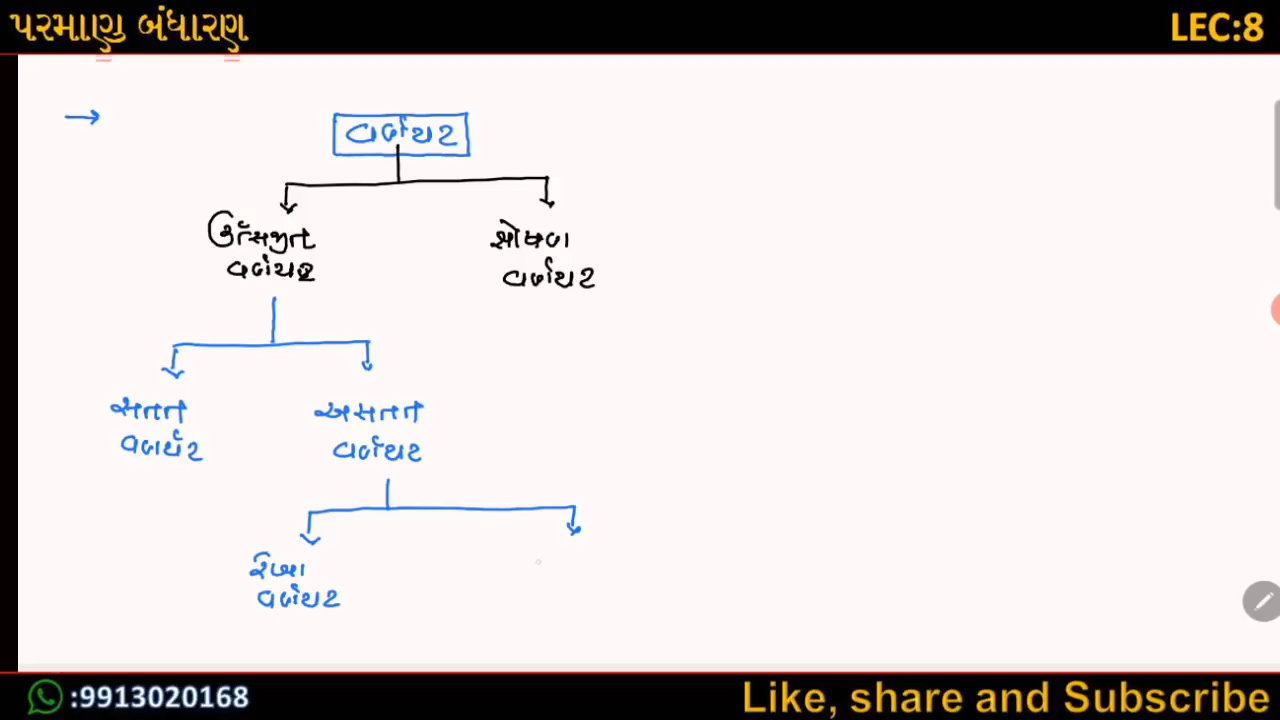 પરમાણુ બંધારણ
LEC:8
વર્ણપટ
ઉત્સર્જીત
વર્ણપટ
શોષણ
વર્ણપટ
સતત
વર્ણપટ
અસતત
વર્ણપટ
રેખા
વર્ણપટ
:9913020168
Like, share and Subscribe